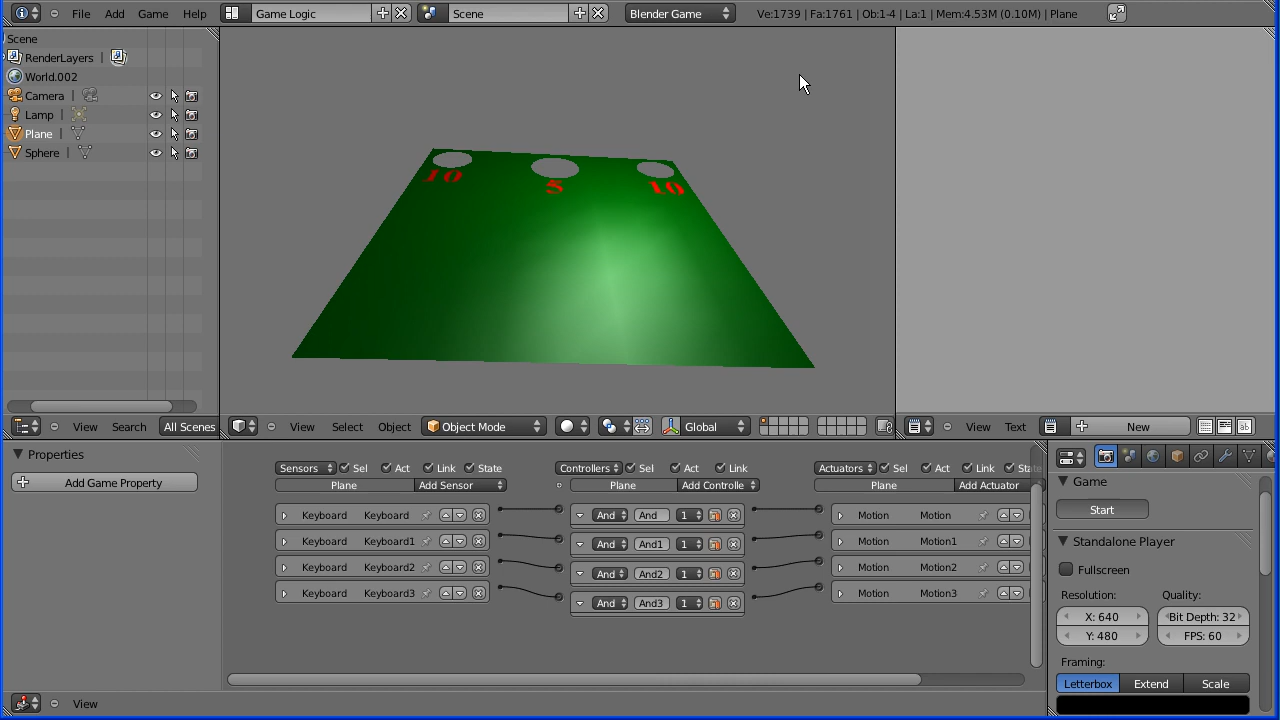 File Add Game Help Game Logic Scene Blender Game Ve:1739 | Fa:1761 | Ob:1-4 | La:1 | Mem:4.53M (0.10M) | Plane
Scene
RenderLayers |
World.002
Camera |
Lamp |
Plane |
Sphere |
10 5 10
View Search All Scenes
View Select Object Object Mode Global
View Text New
Properties
Add Game Property
Sensors Sel Act Link State
Plane Add Sensor
Keyboard Keyboard
Keyboard Keyboard1
Keyboard Keyboard2
Keyboard Keyboard3
Controllers Sel Act Link
Plane Add Controlle
And And 1
And And1 1
And And2 1
And And3 1
Actuators Sel Act Link Stat
Plane Add Actuator
Motion Motion
Motion Motion1
Motion Motion2
Motion Motion3
Game
Start
Standalone Player
Fullscreen
Resolution: Quality:
X: 640 Bit Depth: 32
Y: 480 FPS: 60
Framing:
Letterbox Extend Scale
View